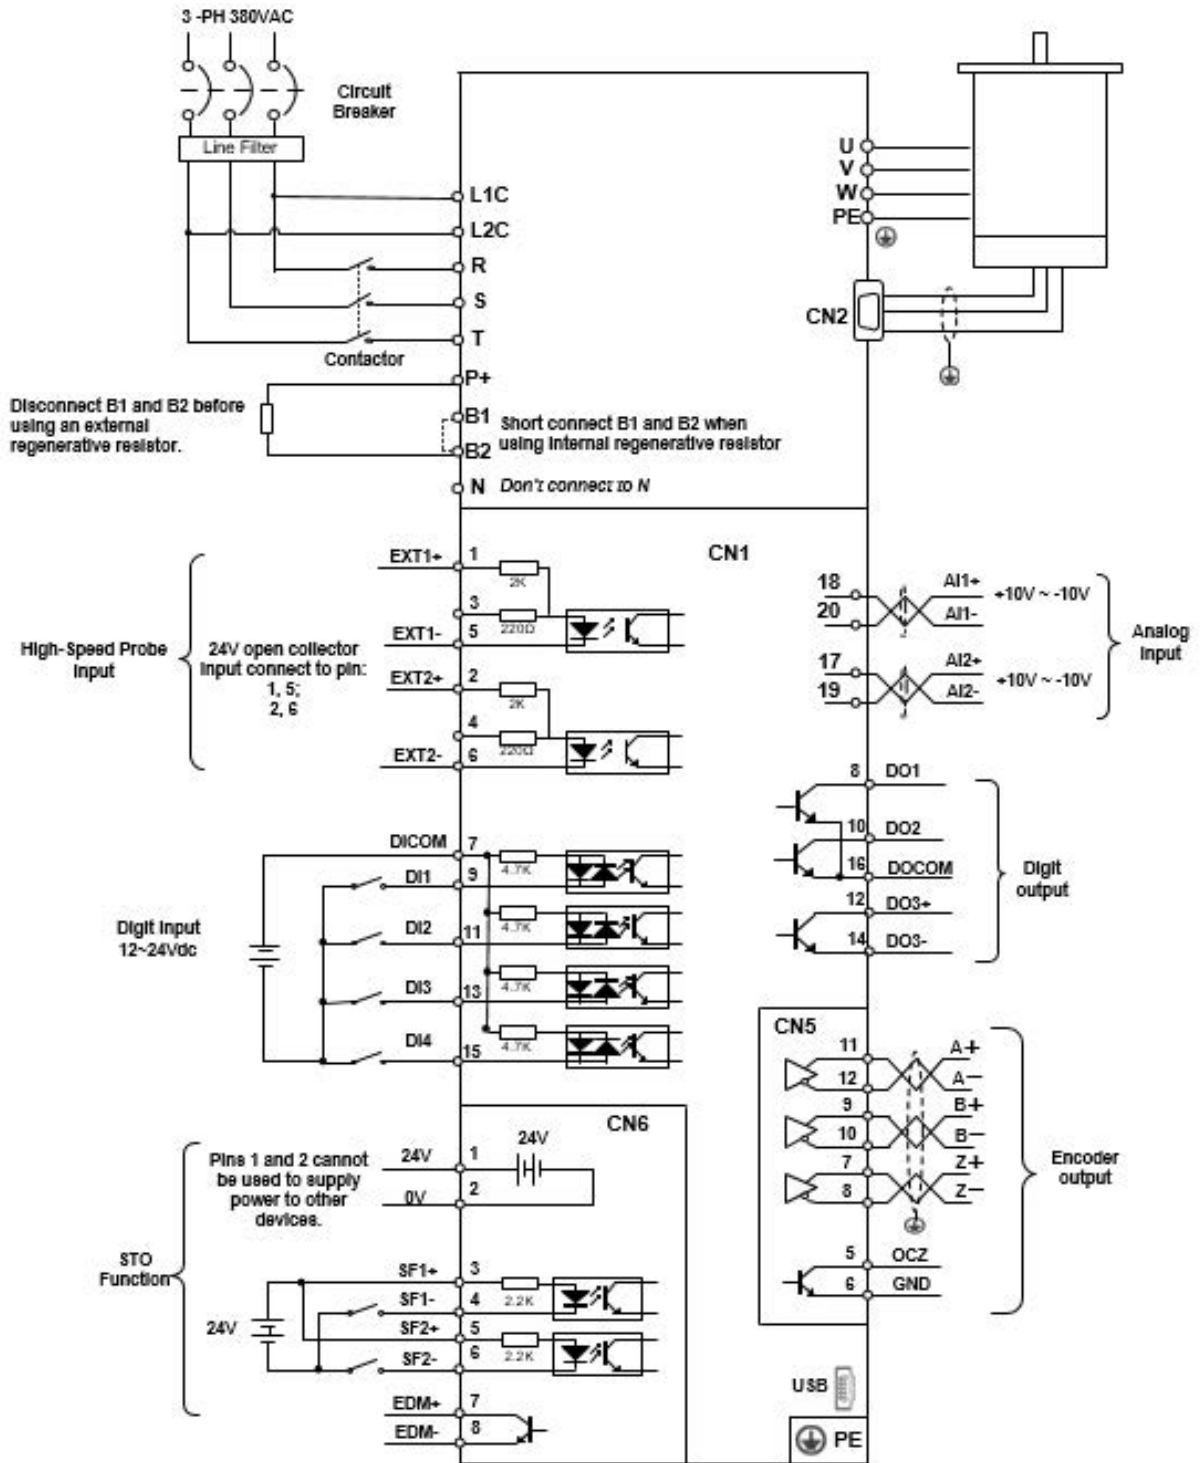 3 -PH 380VAC
Circuit
Breaker
Line Filter
L1C
L2C
R
S
T
Contactor
U
V
W
PE
CN2
P+
B1
B2
N
Disconnect B1 and B2 before
using an external
regenerative resistor.
Short connect B1 and B2 when
using internal regenerative resistor
Don't connect to N
CN1
High-Speed Probe
Input
24V open collector
input connect to pin:
1, 5;
2, 6
EXT1+ 1
2K
3
220Ω
EXT1- 5
EXT2+ 2
2K
4
220Ω
EXT2- 6
18 AI1+
+10V ~ -10V
20 AI1-
17 AI2+
+10V ~ -10V
19 AI2-
Analog
Input
Digit Input
12~24Vdc
DICOM 7
4.7K
DI1 9
4.7K
DI2 11
4.7K
DI3 13
4.7K
DI4 15
8 DO1
10 DO2
16 DOCOM
12 DO3+
14 DO3-
Digit
output
CN5
11 A+
12 A-
9 B+
10 B-
7 Z+
8 Z-
5 OCZ
6 GND
Encoder
output
CN6
STO
Function
Pins 1 and 2 cannot
be used to supply
power to other
devices.
24V 1
24V
0V 2
24V
SF1+ 3
2.2K
SF1- 4
SF2+ 5
2.2K
SF2- 6
EDM+ 7
EDM- 8
USB
PE